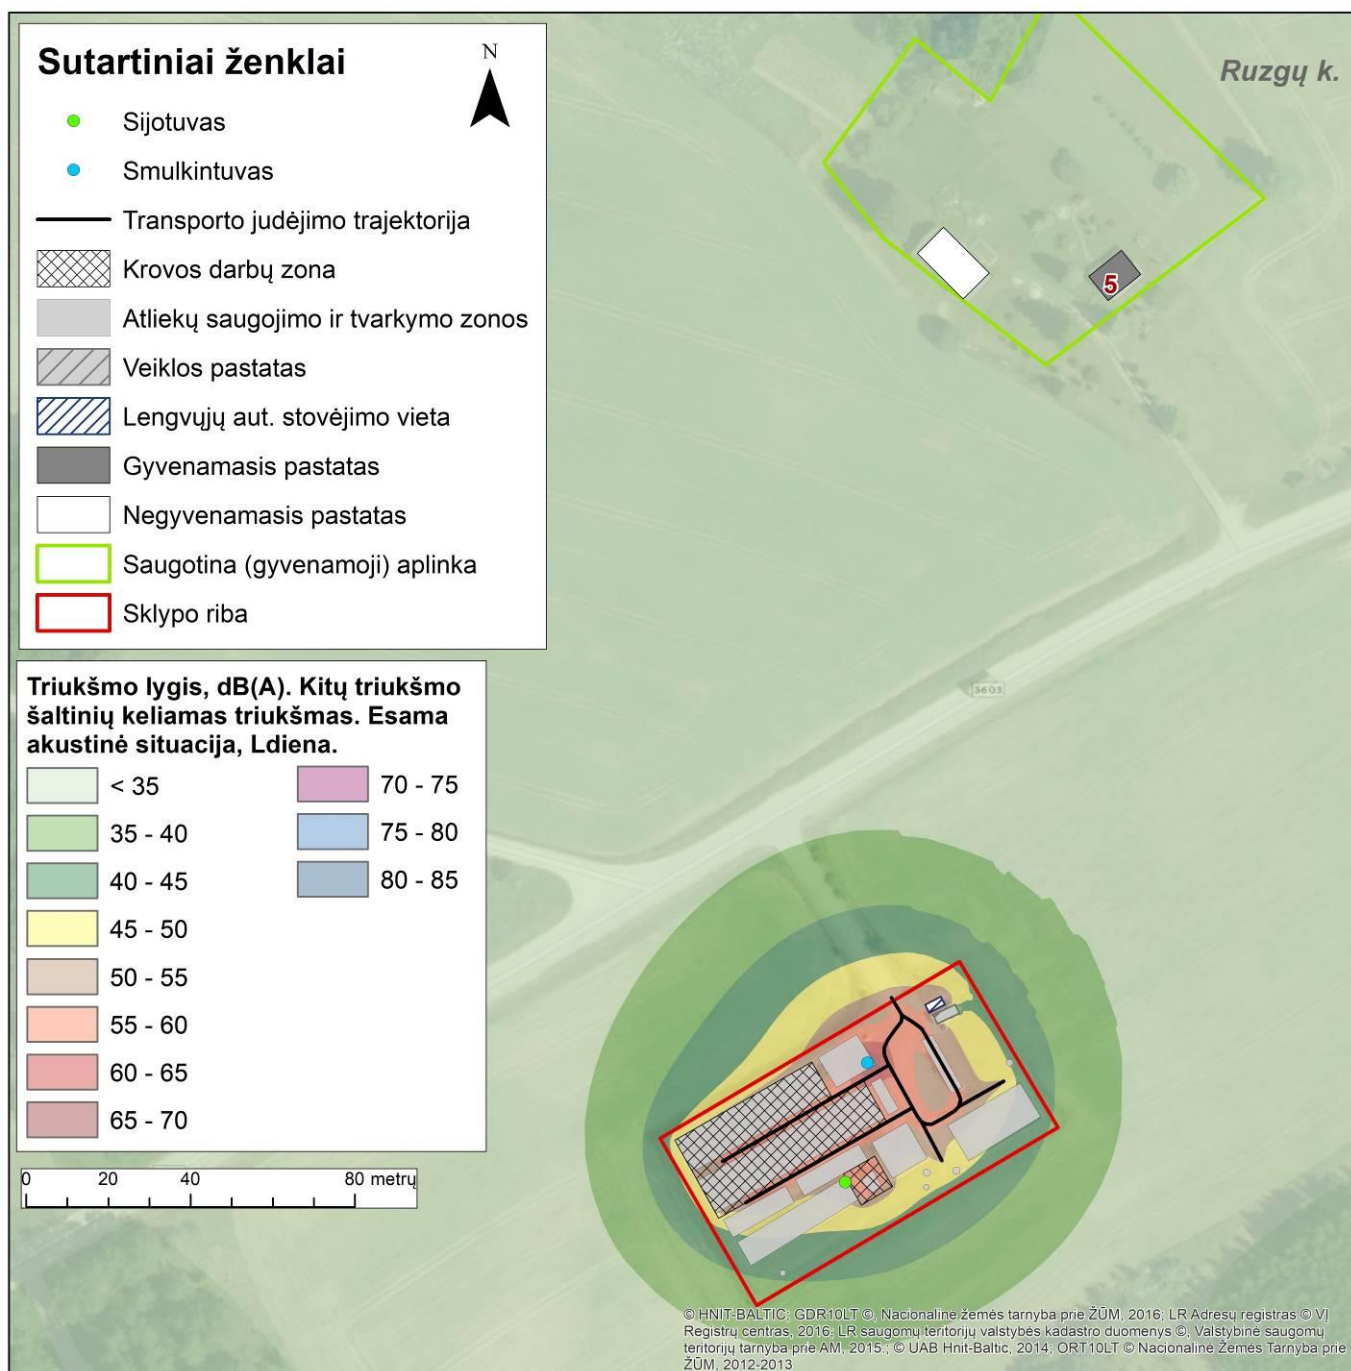 Sutartiniai ženklai
N
Sijotuvas
Smulkintuvas
Transporto judėjimo trajektorija
Krovos darbų zona
Atliekų saugojimo ir tvarkymo zonos
Veiklos pastatas
Lengvųjų aut. stovėjimo vieta
Gyvenamasis pastatas
Negyvenamasis pastatas
Saugotina (gyvenamoji) aplinka
Sklypo riba
Ruzgų k.
5
3603
Triukšmo lygis, dB(A). Kitų triukšmo
šaltinių keliamas triukšmas. Esama
akustinė situacija, Ldiena.
< 35
35 - 40
40 - 45
45 - 50
50 - 55
55 - 60
60 - 65
65 - 70
70 - 75
75 - 80
80 - 85
0 20 40 80 metrų
© HNIT-BALTIC; GDR10LT ©, Nacionalinė žemės tarnyba prie ŽŪM, 2016; LR Adresų registras © VĮ
Registrų centras, 2016; LR saugomų teritorijų valstybės kadastro duomenys ©, Valstybinė saugomų
teritorijų tarnyba prie AM, 2015.; © UAB Hnit-Baltic, 2014; ORT10LT © Nacionalinė Žemės Tarnyba prie
ŽŪM, 2012-2013